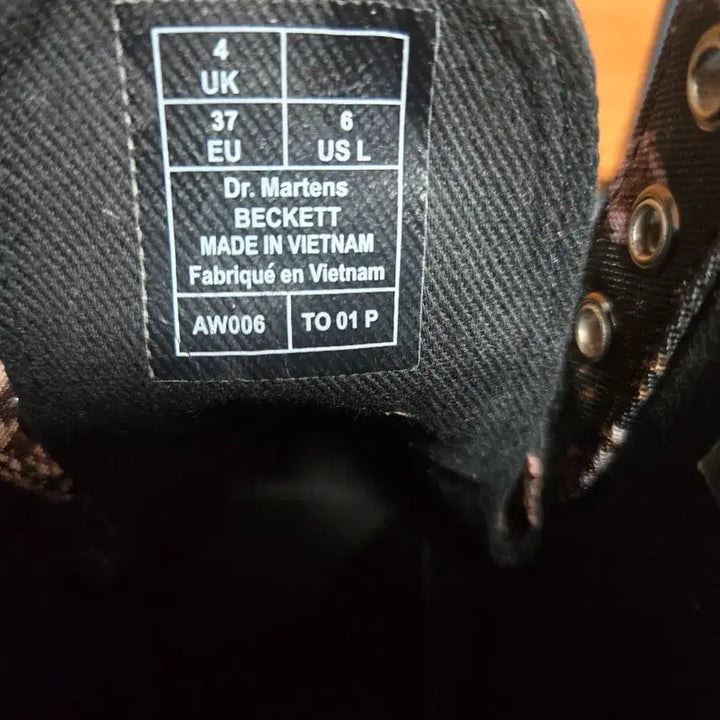 4
UK
37
EU
6
US L
Dr. Martens
BECKETT
MADE IN VIETNAM
Fabriqué en Vietnam
AW006
TO 01 P